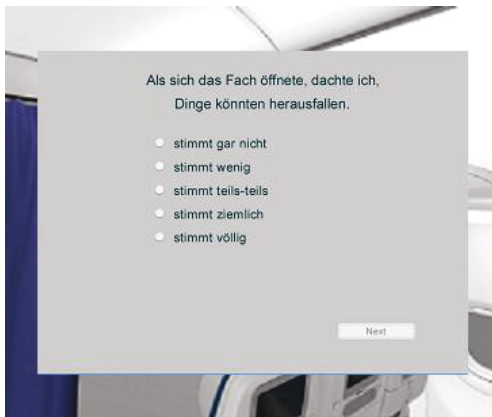 Als sich das Fach öffnete, dachte ich,
Dinge könnten herausfallen.
stimmt gar nicht
stimmt wenig
stimmt teils-teils
stimmt ziemlich
stimmt völlig
Next